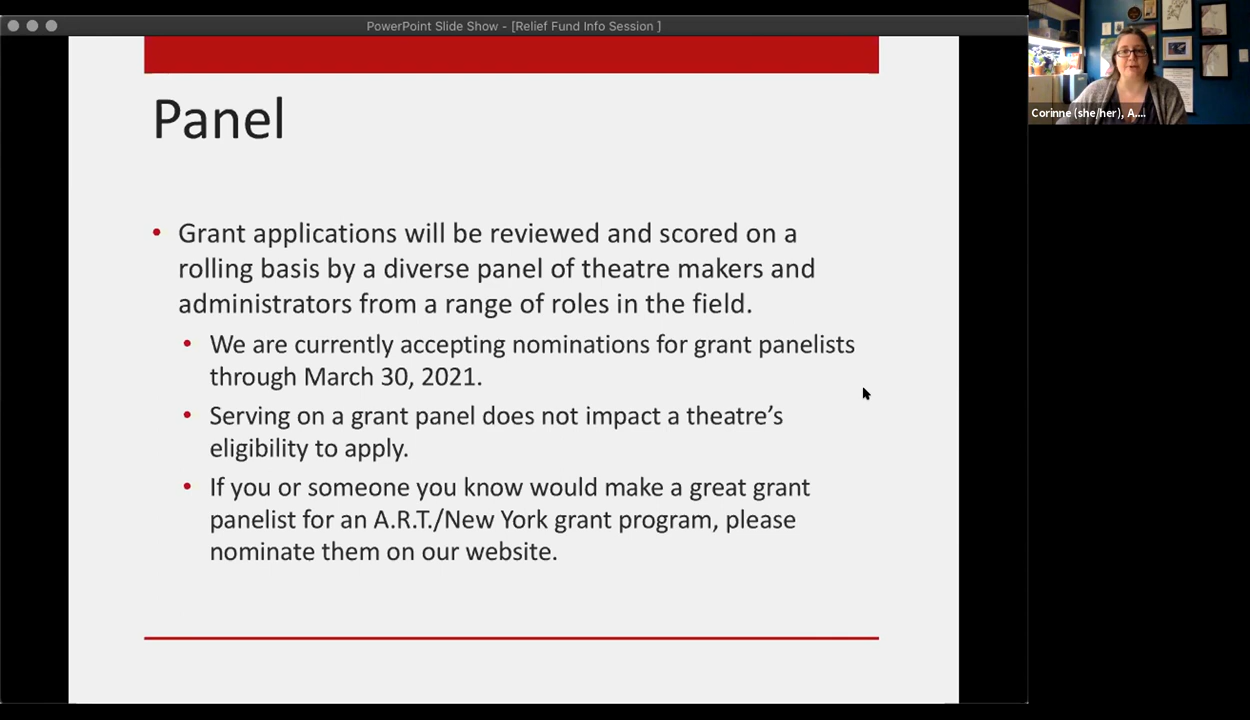 PowerPoint Slide Show - [Relief Fund Info Session ]
Panel
• Grant applications will be reviewed and scored on a
rolling basis by a diverse panel of theatre makers and
administrators from a range of roles in the field.
• We are currently accepting nominations for grant panelists
through March 30, 2021.
• Serving on a grant panel does not impact a theatre’s
eligibility to apply.
• If you or someone you know would make a great grant
panelist for an A.R.T./New York grant program, please
nominate them on our website.
Corinne (she/her), A....